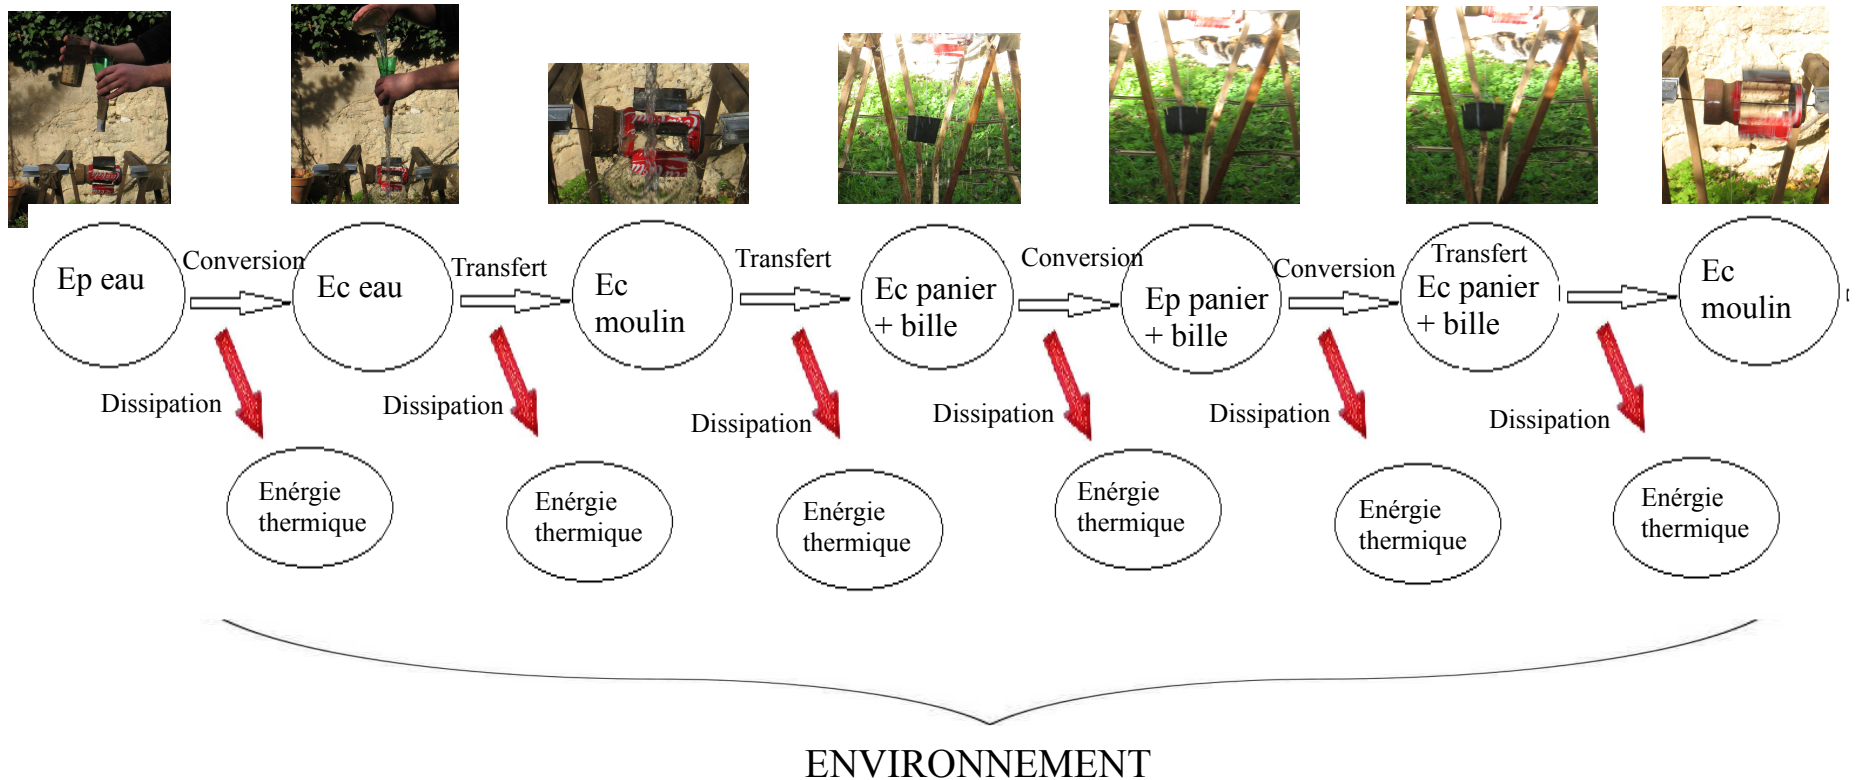 Ep eau
Conversion
Ec eau
Transfert
Ec
moulin
Transfert
Ec panier
+ bille
Conversion
Ep panier
+ bille
Conversion
Transfert
Ec panier
+ bille
Ec
moulin
Dissipation
Dissipation
Dissipation
Dissipation
Dissipation
Dissipation
Enérgie
thermique
Enérgie
thermique
Enérgie
thermique
Enérgie
thermique
Enérgie
thermique
Enérgie
thermique
ENVIRONNEMENT